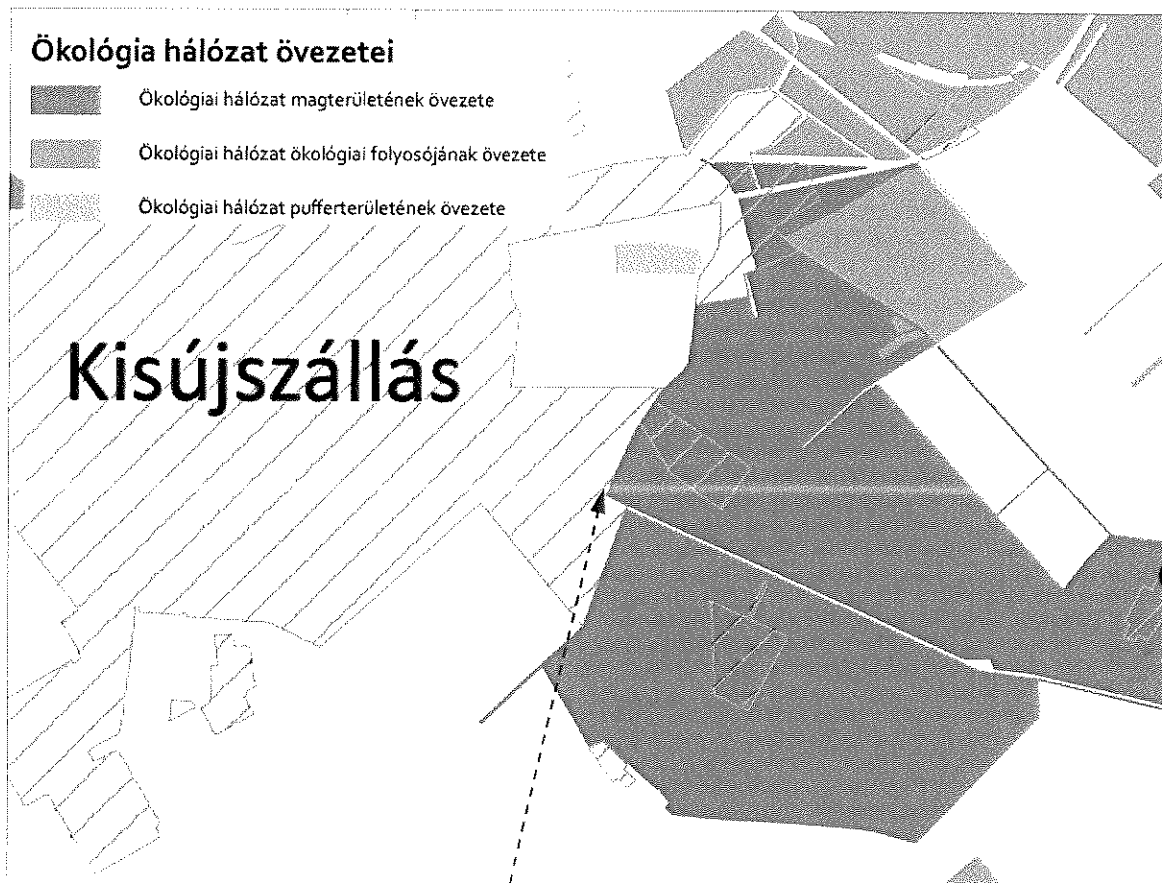 Ökológia hálózat övezetei
Ökológiai hálózat magterületének övezete
Ökológiai hálózat ökológiai folyosójának övezete
Ökológiai hálózat pufferterületének övezete
Kisújszállás